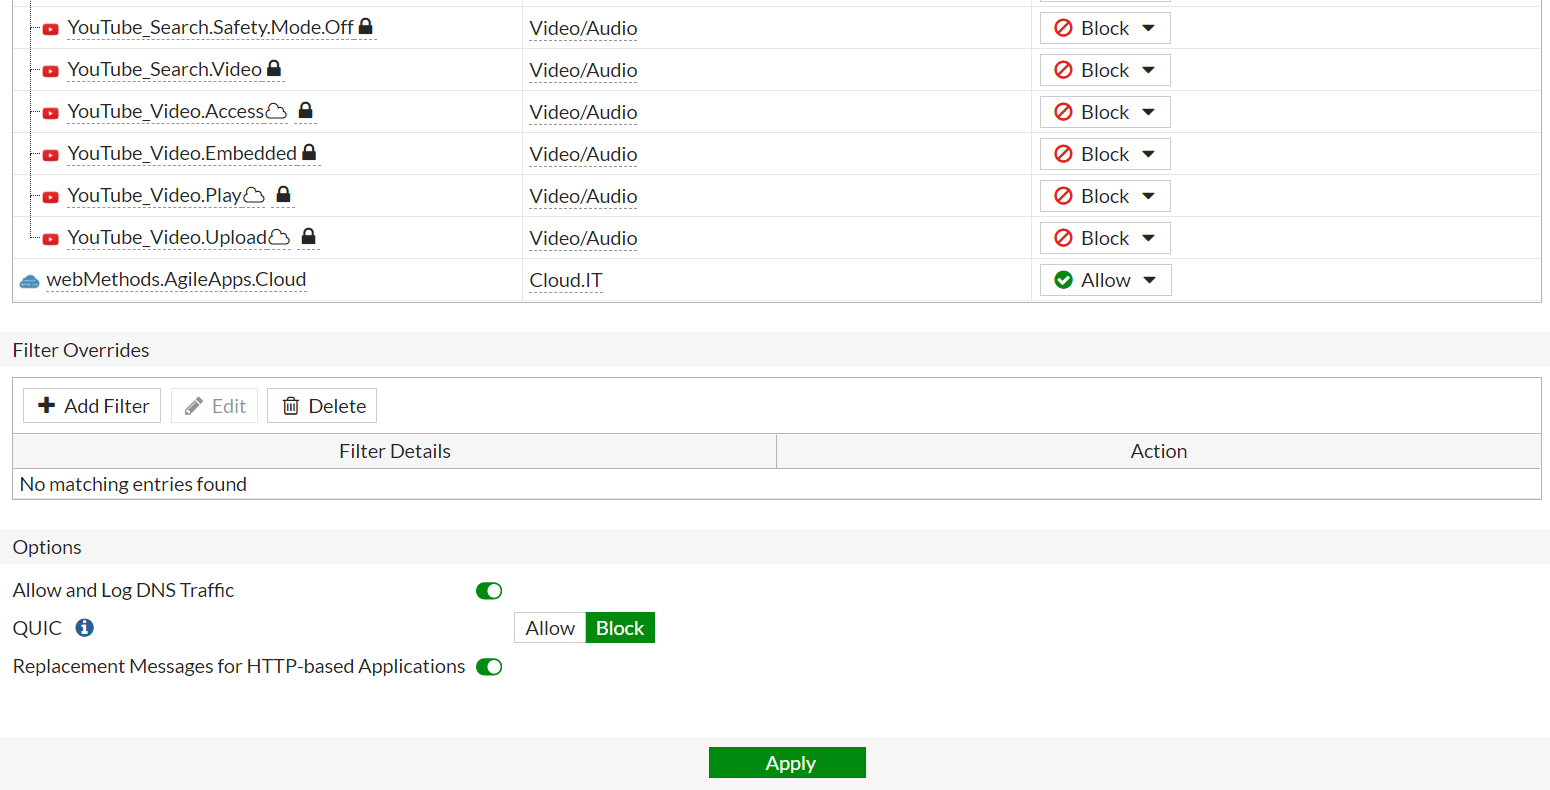 YouTube_Search.Safety.Mode.Off Video/Audio Block
YouTube_Search.Video Video/Audio Block
YouTube_Video.Access Video/Audio Block
YouTube_Video.Embedded Video/Audio Block
YouTube_Video.Play Video/Audio Block
YouTube_Video.Upload Video/Audio Block
webMethods.AgileApps.Cloud Cloud.IT Allow
Filter Overrides
Add Filter Edit Delete
Filter Details Action
No matching entries found
Options
Allow and Log DNS Traffic
QUIC Allow Block
Replacement Messages for HTTP-based Applications
Apply